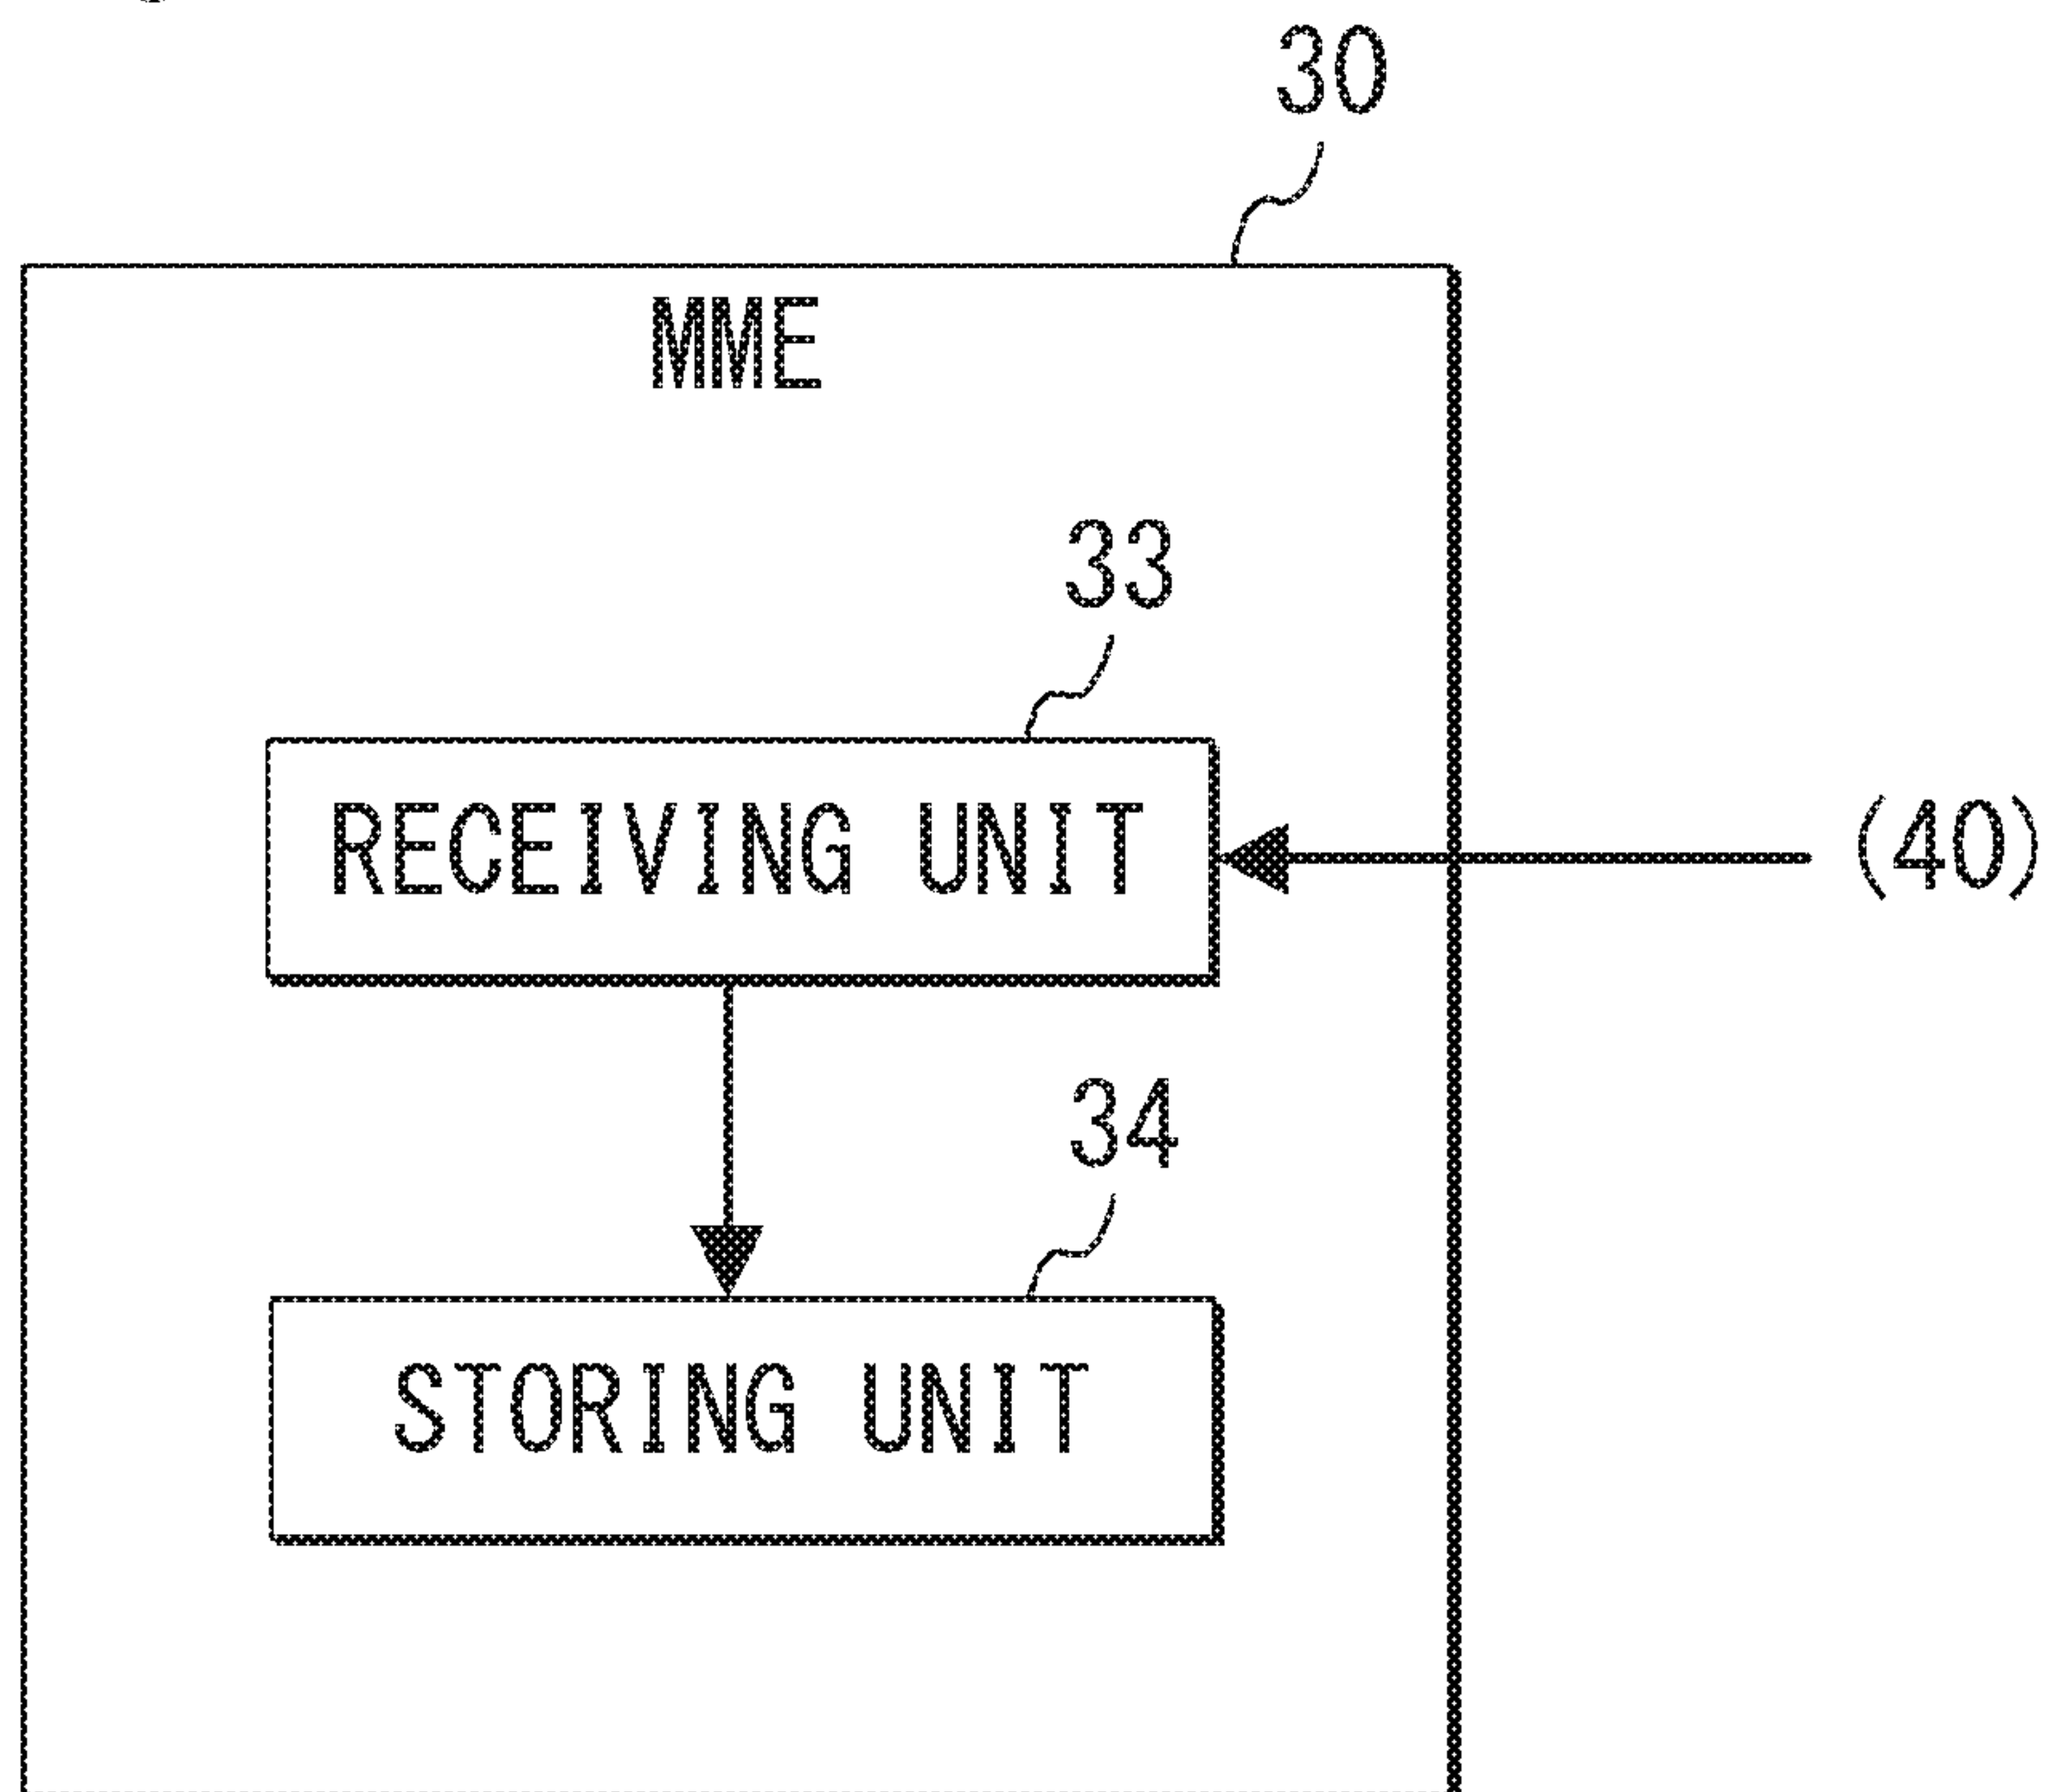 30
MME
33
RECEIVING UNIT
(40)
34
STORING UNIT